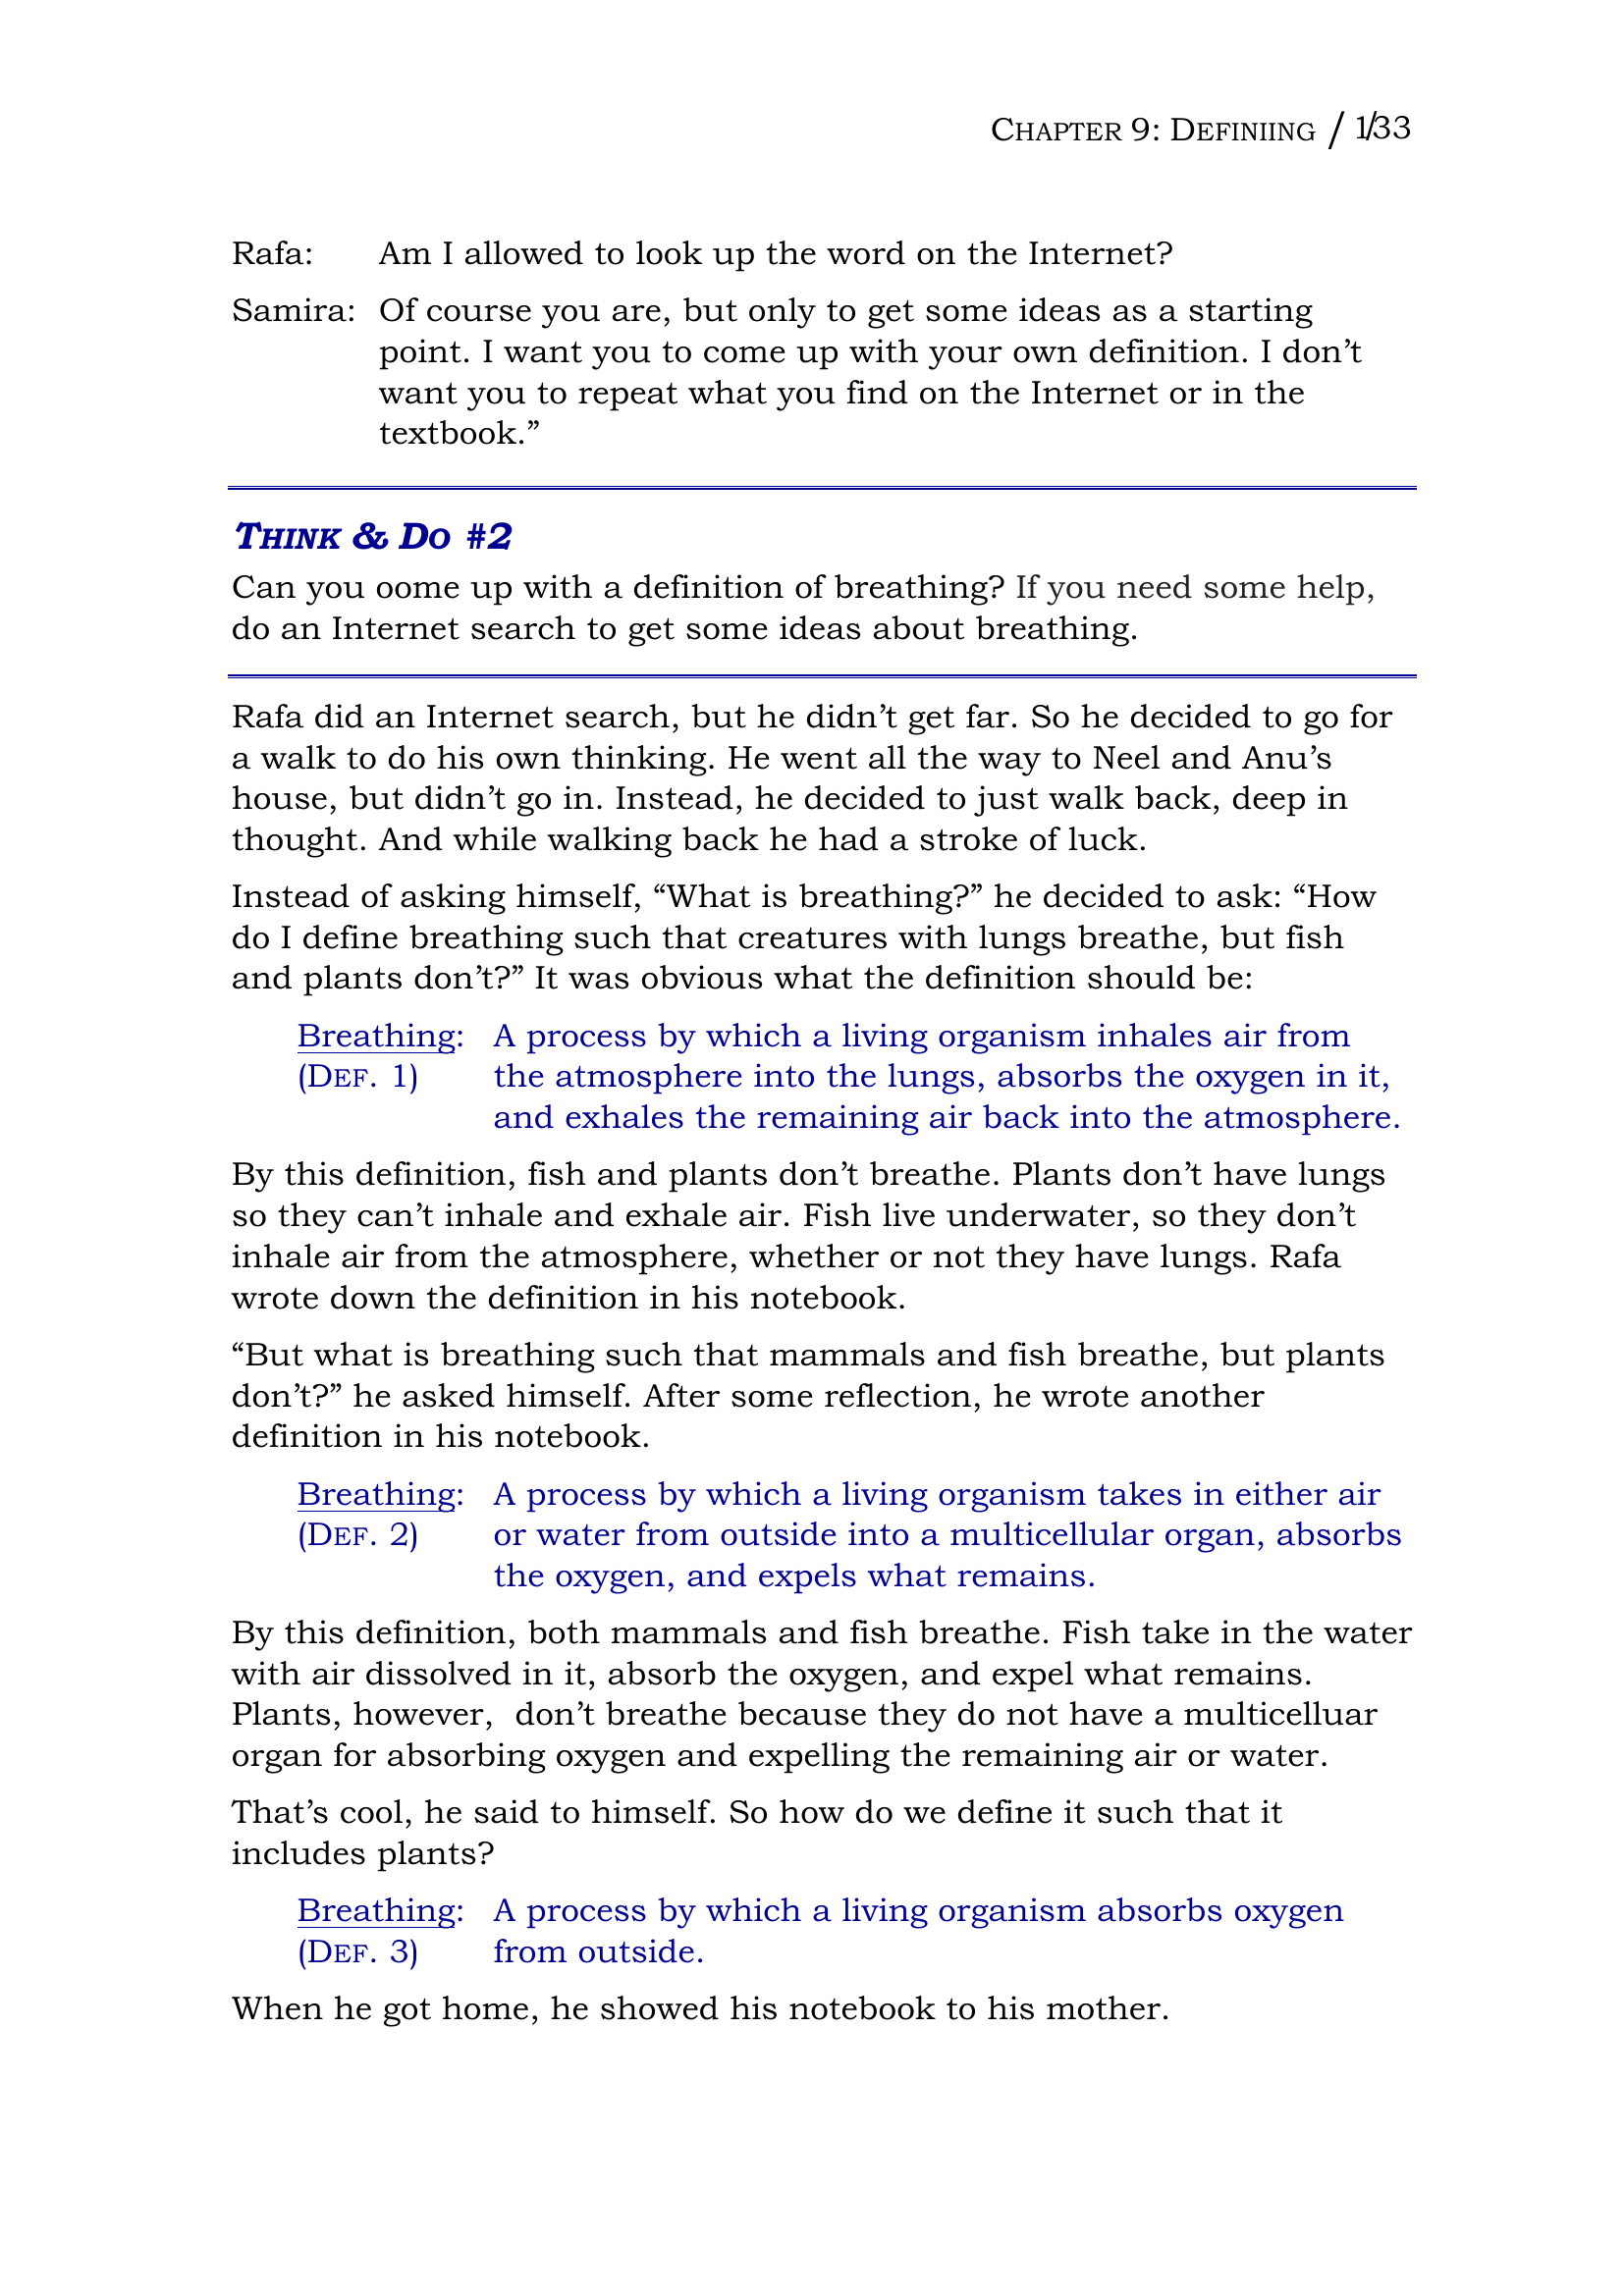 CHAPTER 9: DEFINIING / 1/33
Rafa: Am I allowed to look up the word on the Internet?
Samira: Of course you are, but only to get some ideas as a starting
point. I want you to come up with your own definition. I don’t
want you to repeat what you find on the Internet or in the
textbook.”
THINK & DO #2
Can you oome up with a definition of breathing? If you need some help,
do an Internet search to get some ideas about breathing.
Rafa did an Internet search, but he didn’t get far. So he decided to go for
a walk to do his own thinking. He went all the way to Neel and Anu’s
house, but didn’t go in. Instead, he decided to just walk back, deep in
thought. And while walking back he had a stroke of luck.
Instead of asking himself, “What is breathing?” he decided to ask: “How
do I define breathing such that creatures with lungs breathe, but fish
and plants don’t?” It was obvious what the definition should be:
Breathing: A process by which a living organism inhales air from
(DEF. 1) the atmosphere into the lungs, absorbs the oxygen in it,
and exhales the remaining air back into the atmosphere.
By this definition, fish and plants don’t breathe. Plants don’t have lungs
so they can’t inhale and exhale air. Fish live underwater, so they don’t
inhale air from the atmosphere, whether or not they have lungs. Rafa
wrote down the definition in his notebook.
“But what is breathing such that mammals and fish breathe, but plants
don’t?” he asked himself. After some reflection, he wrote another
definition in his notebook.
Breathing: A process by which a living organism takes in either air
(DEF. 2) or water from outside into a multicellular organ, absorbs
the oxygen, and expels what remains.
By this definition, both mammals and fish breathe. Fish take in the water
with air dissolved in it, absorb the oxygen, and expel what remains.
Plants, however,  don’t breathe because they do not have a multicelluar
organ for absorbing oxygen and expelling the remaining air or water.
That’s cool, he said to himself. So how do we define it such that it
includes plants?
Breathing: A process by which a living organism absorbs oxygen
(DEF. 3) from outside.
When he got home, he showed his notebook to his mother.